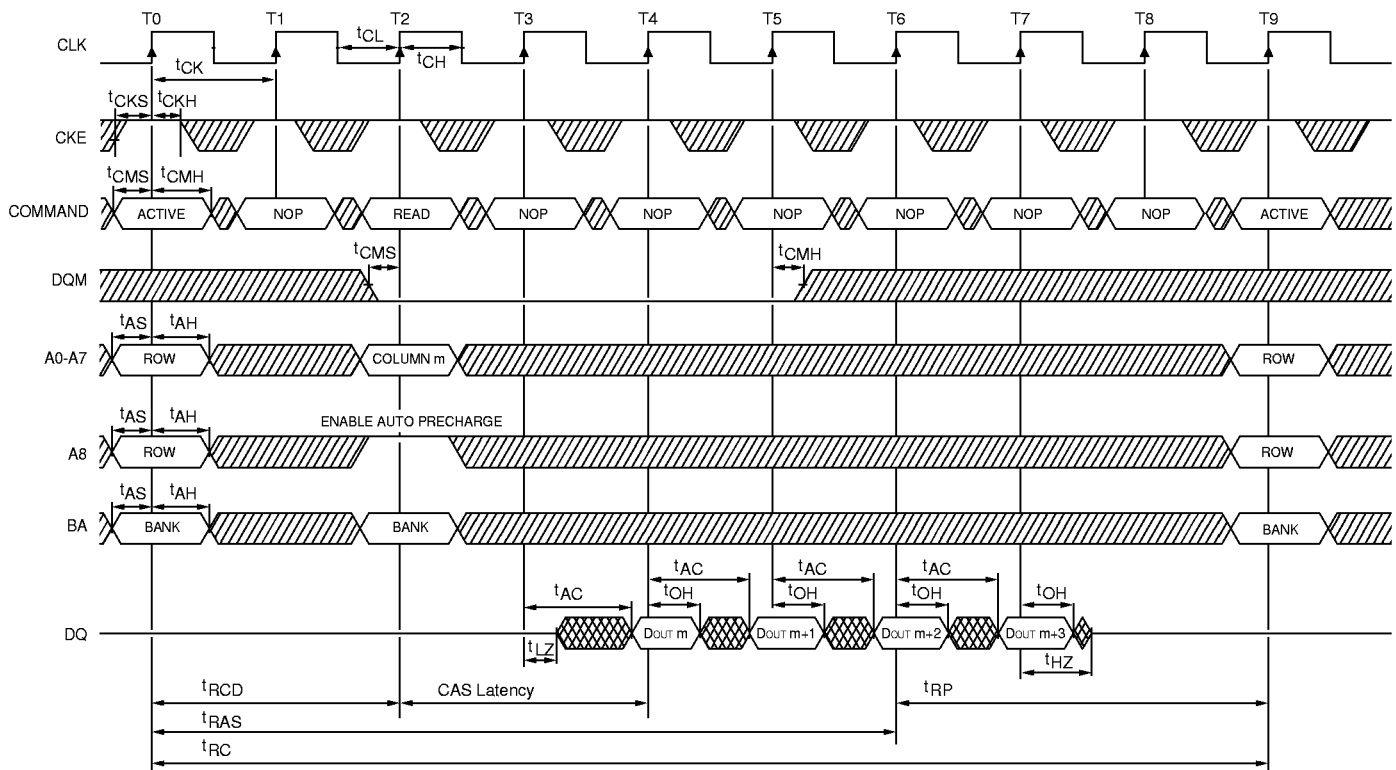 T0 T1 T2 T3 T4 T5 T6 T7 T8 T9
CLK
tCL
tCH
tCK
tCKS tCKH
CKE
tCMS tCMH
COMMAND ACTIVE NOP READ NOP NOP NOP NOP NOP NOP ACTIVE
tCMS tCMH
DQM
tAS tAH
A0-A7 ROW COLUMN m ROW
tAS tAH ENABLE AUTO PRECHARGE
A8 ROW ROW
tAS tAH
BA BANK BANK BANK
tAC tAC tAC tAC
tOH tOH tOH tOH
DQ DOUT m DOUT m+1 DOUT m+2 DOUT m+3
tLZ tHZ
tRCD CAS Latency tRP
tRAS
tRC